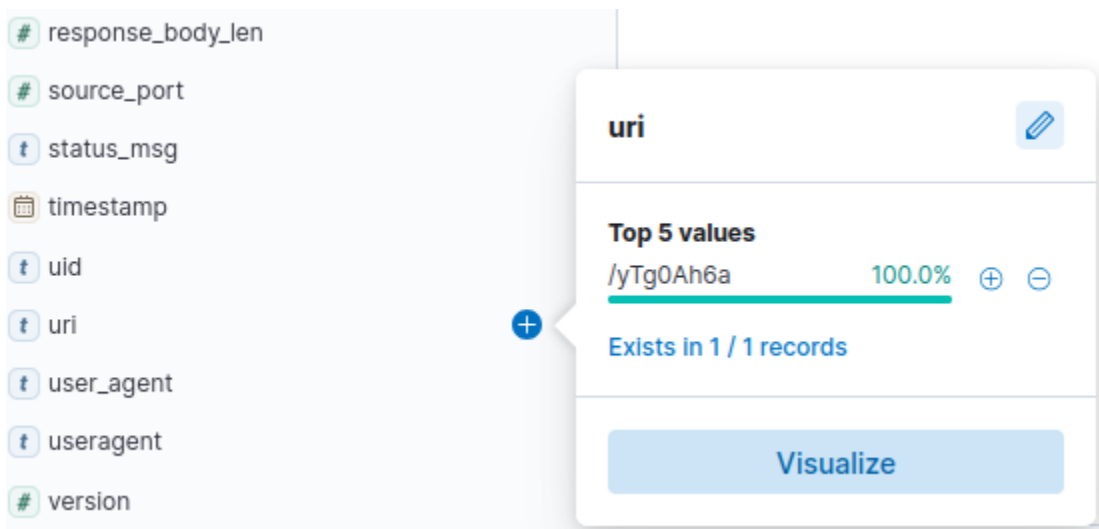 # response_body_len
# source_port
t status_msg
timestamp
t uid
t uri
t user_agent
t useragent
# version
uri
Top 5 values
/yTg0Ah6a 100.0%
Exists in 1 / 1 records
Visualize